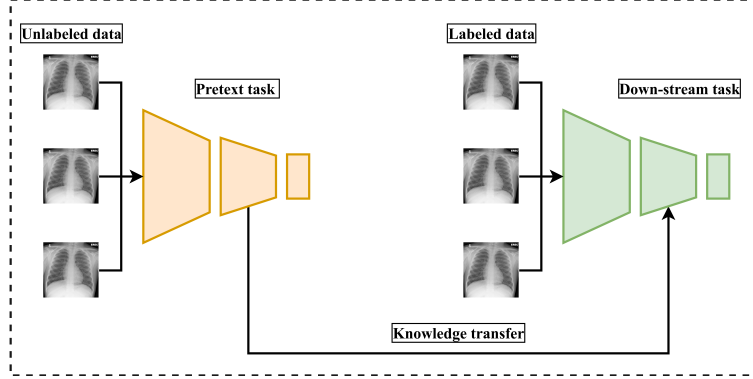 Unlabeled data
Labeled data
Pretext task
Down-stream task
Knowledge transfer